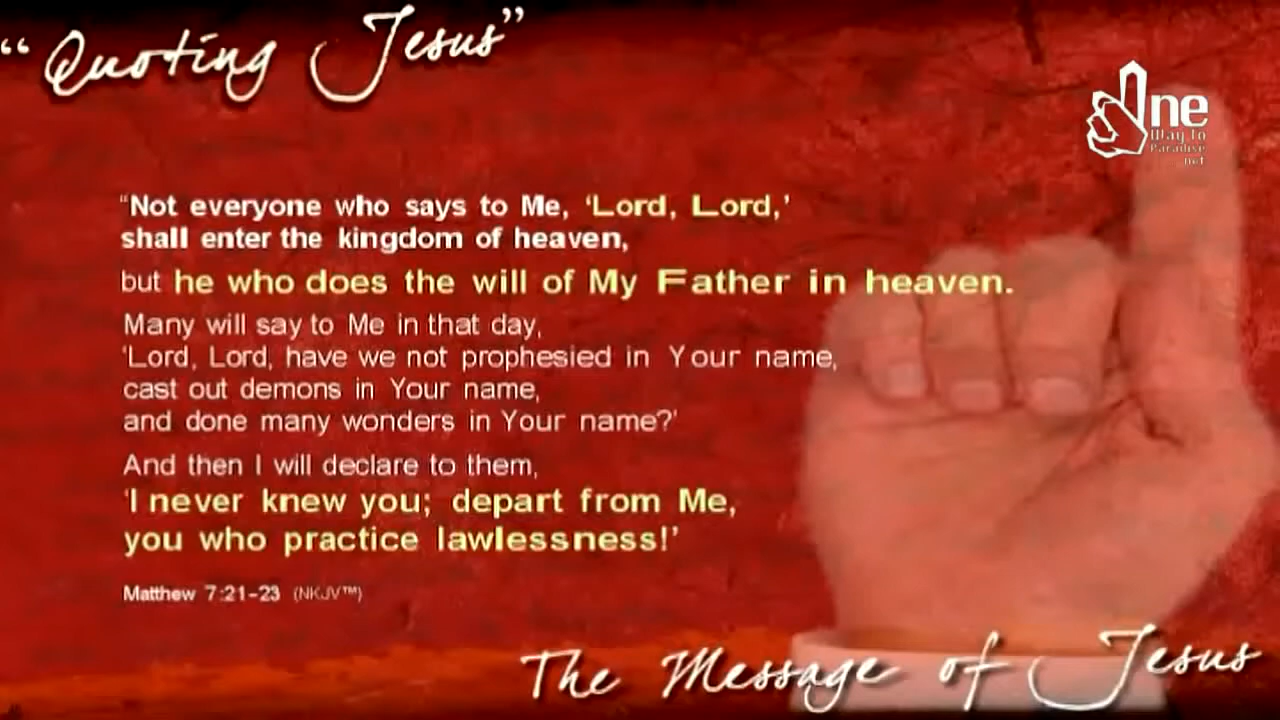 “Quoting Jesus”
One
Way to
Paradise
.net
“Not everyone who says to Me, ‘Lord, Lord,’
shall enter the kingdom of heaven,
but he who does the will of My Father in heaven.
Many will say to Me in that day,
‘Lord, Lord, have we not prophesied in Your name,
cast out demons in Your name,
and done many wonders in Your name?’
And then I will declare to them,
‘I never knew you; depart from Me,
you who practice lawlessness!’
Matthew 7:21-23 (NKJV™)
The Message of Jesus